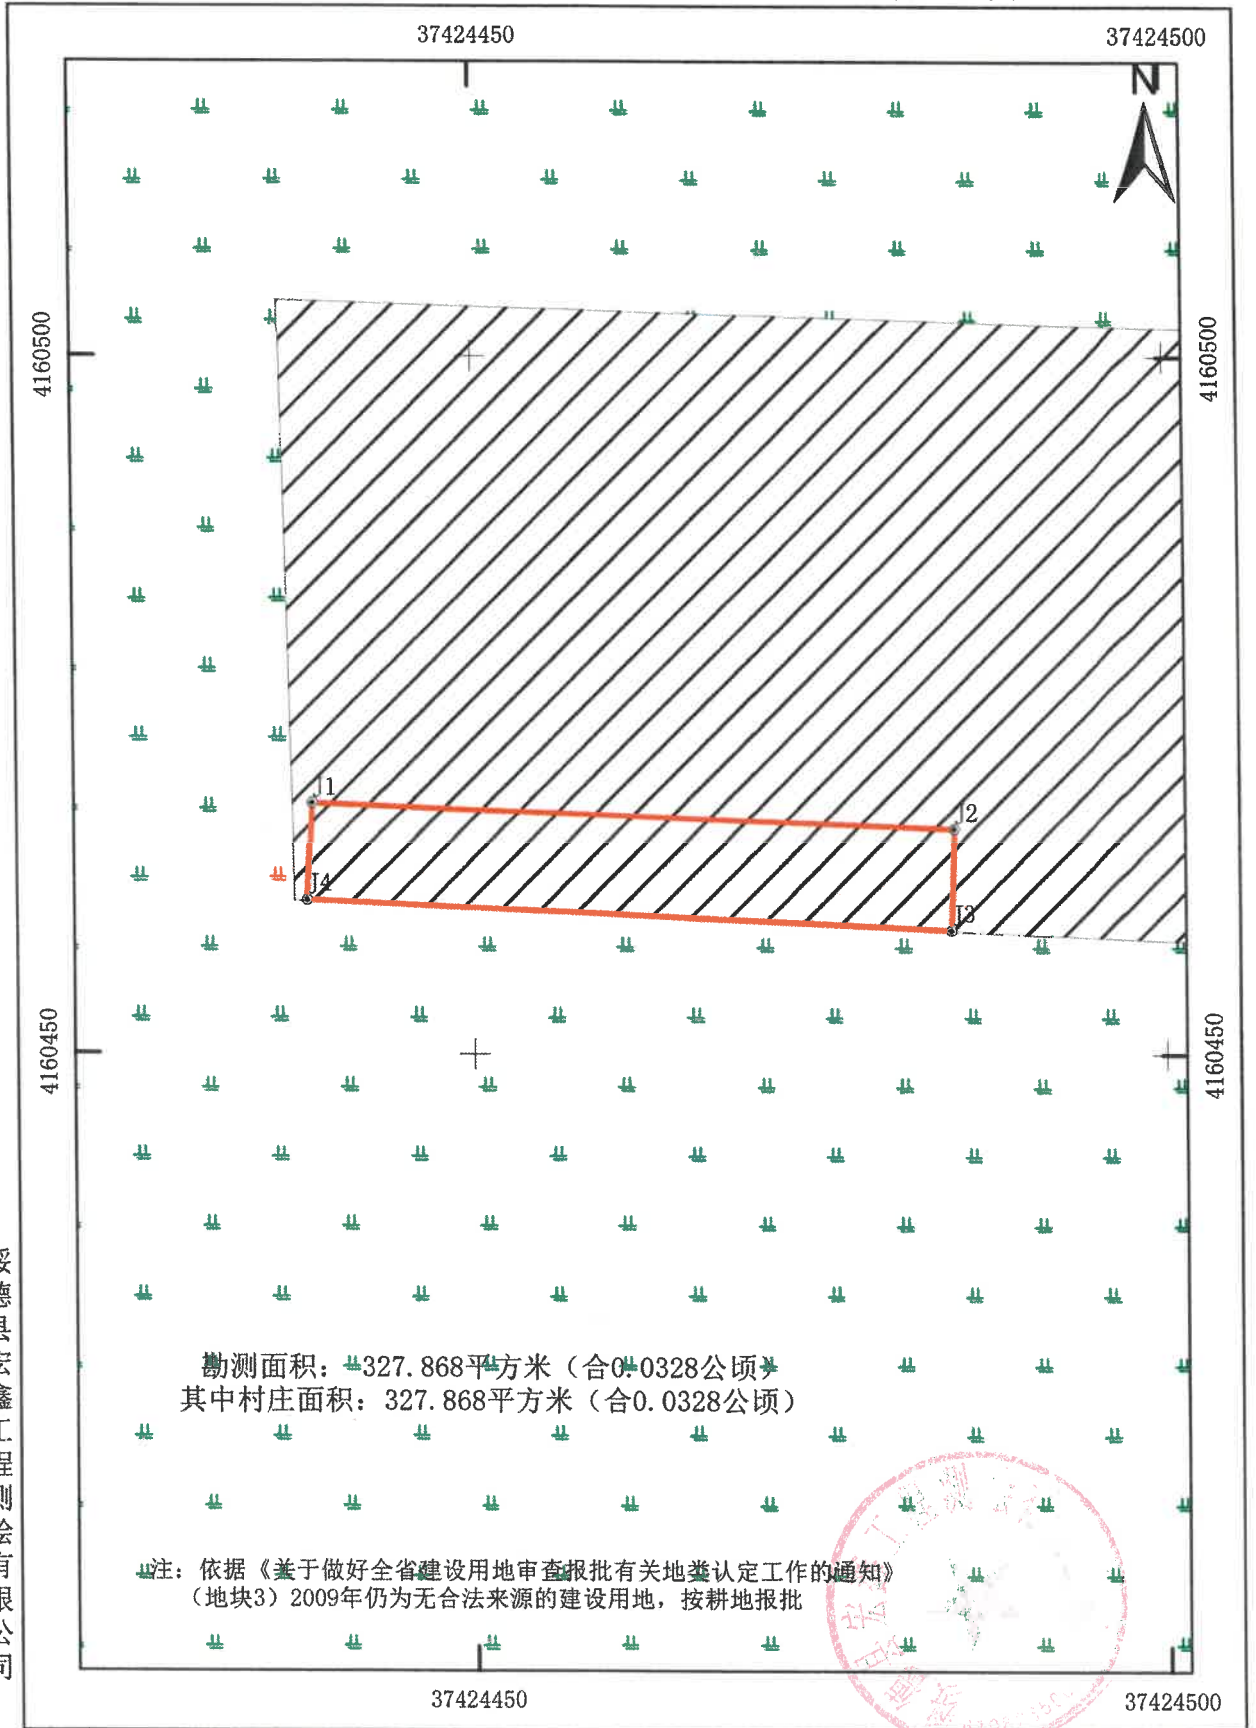 37424450
37424500
N
4160500
4160500
J1
J2
J4
J3
4160450
4160450
绥德县宏鑫工程测绘有限公司
勘测面积：327.868平方米（合0.0328公顷）
其中村庄面积：327.868平方米（合0.0328公顷）
注：依据《关于做好全省建设用地审查报批有关地类认定工作的通知》
（地块3）2009年仍为无合法来源的建设用地，按耕地报批
37424450
37424500